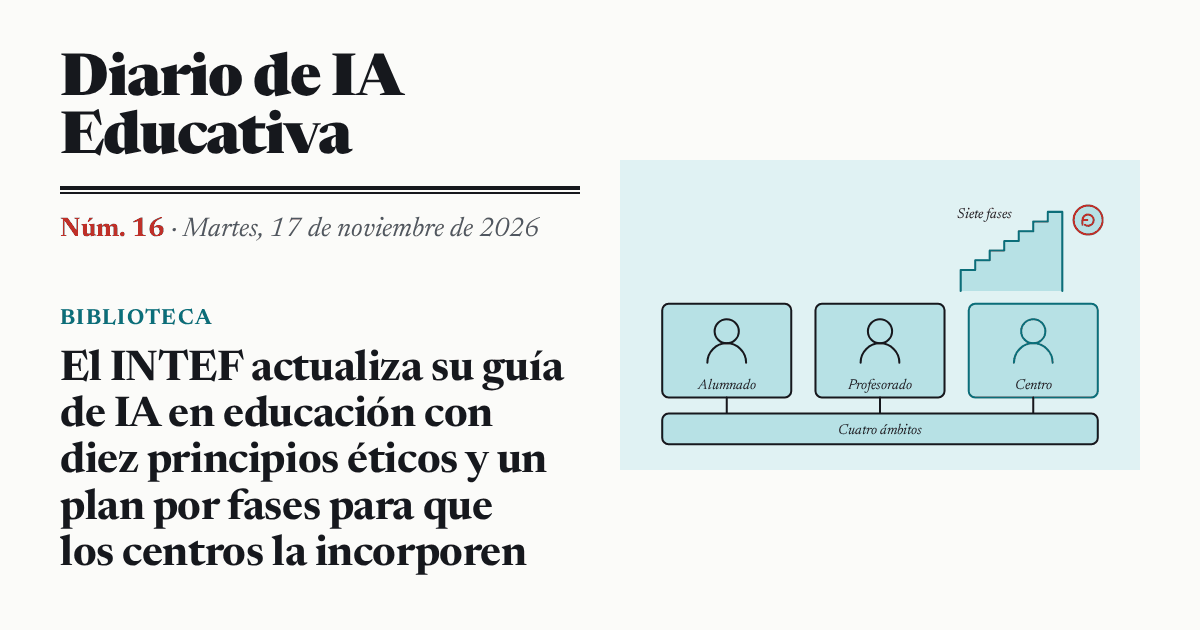 Diario de IA
Educativa
Núm. 16 · Martes, 17 de noviembre de 2026
BIBLIOTECA
El INTEF actualiza su guía
de IA en educación con
diez principios éticos y un
plan por fases para que
los centros la incorporen
Siete fases
Alumnado
Profesorado
Centro
Cuatro ámbitos